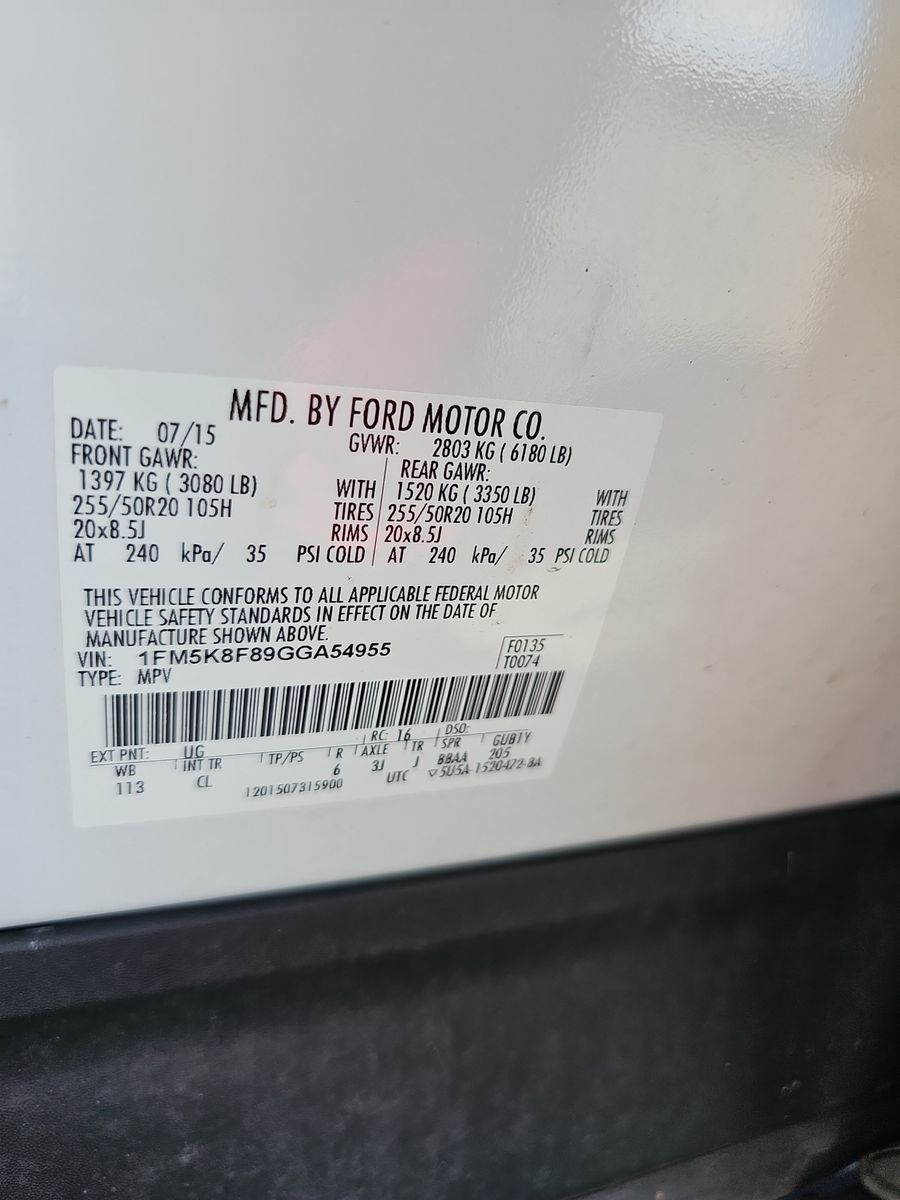 MFD. BY FORD MOTOR CO.
DATE: 07/15 GVWR: 2803 KG ( 6180 LB)
FRONT GAWR: REAR GAWR:
1397 KG ( 3080 LB) WITH 1520 KG ( 3350 LB) WITH
255/50R20 105H TIRES 255/50R20 105H TIRES
20x8.5J RIMS 20x8.5J RIMS
AT 240 kPa/ 35 PSI COLD AT 240 kPa/ 35 PSI COLD
THIS VEHICLE CONFORMS TO ALL APPLICABLE FEDERAL MOTOR
VEHICLE SAFETY STANDARDS IN EFFECT ON THE DATE OF
MANUFACTURE SHOWN ABOVE.
VIN: 1FM5K8F89GGA54955 F0135
TYPE: MPV T0074
EXT PNT: UG RC: 16 DSO:
WB INT TR TP/PS R AXLE TR SPR GUB1Y
113 CL 6 3J J BBAA 205
1201507315900 UTC ▽5U5A-1520472-BA